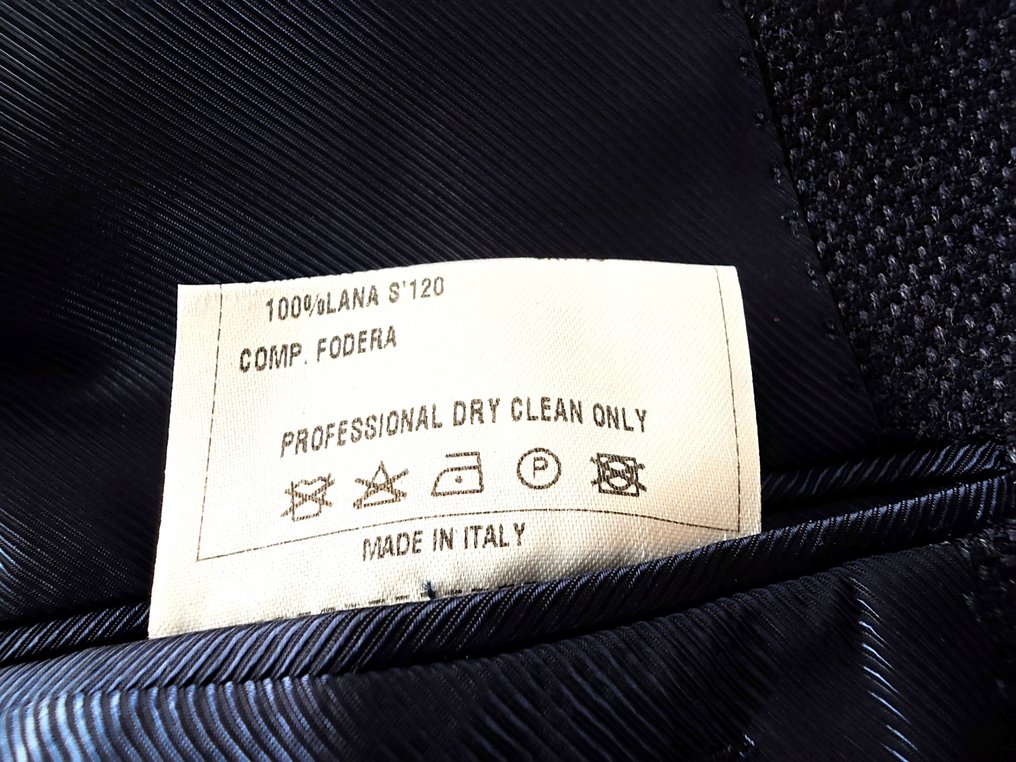 100%LANA S'120
COMP. FODERA
PROFESSIONAL DRY CLEAN ONLY
P
MADE IN ITALY